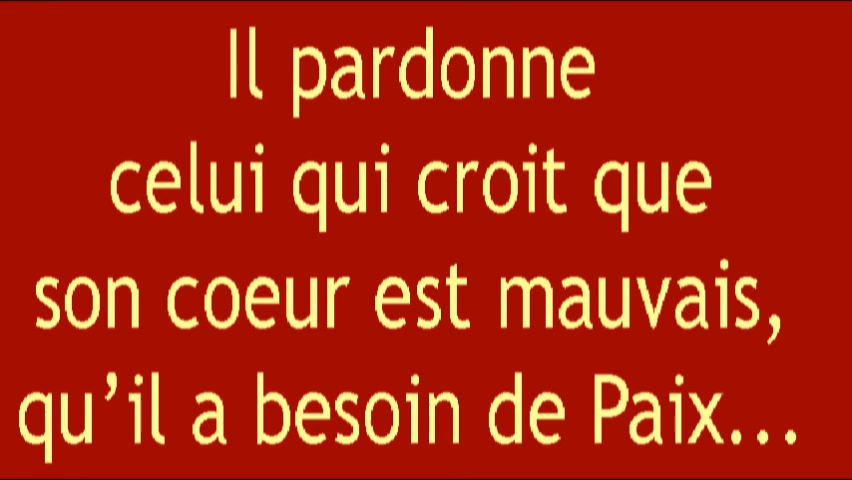 Il pardonne
celui qui croit que
son coeur est mauvais,
qu’il a besoin de Paix...